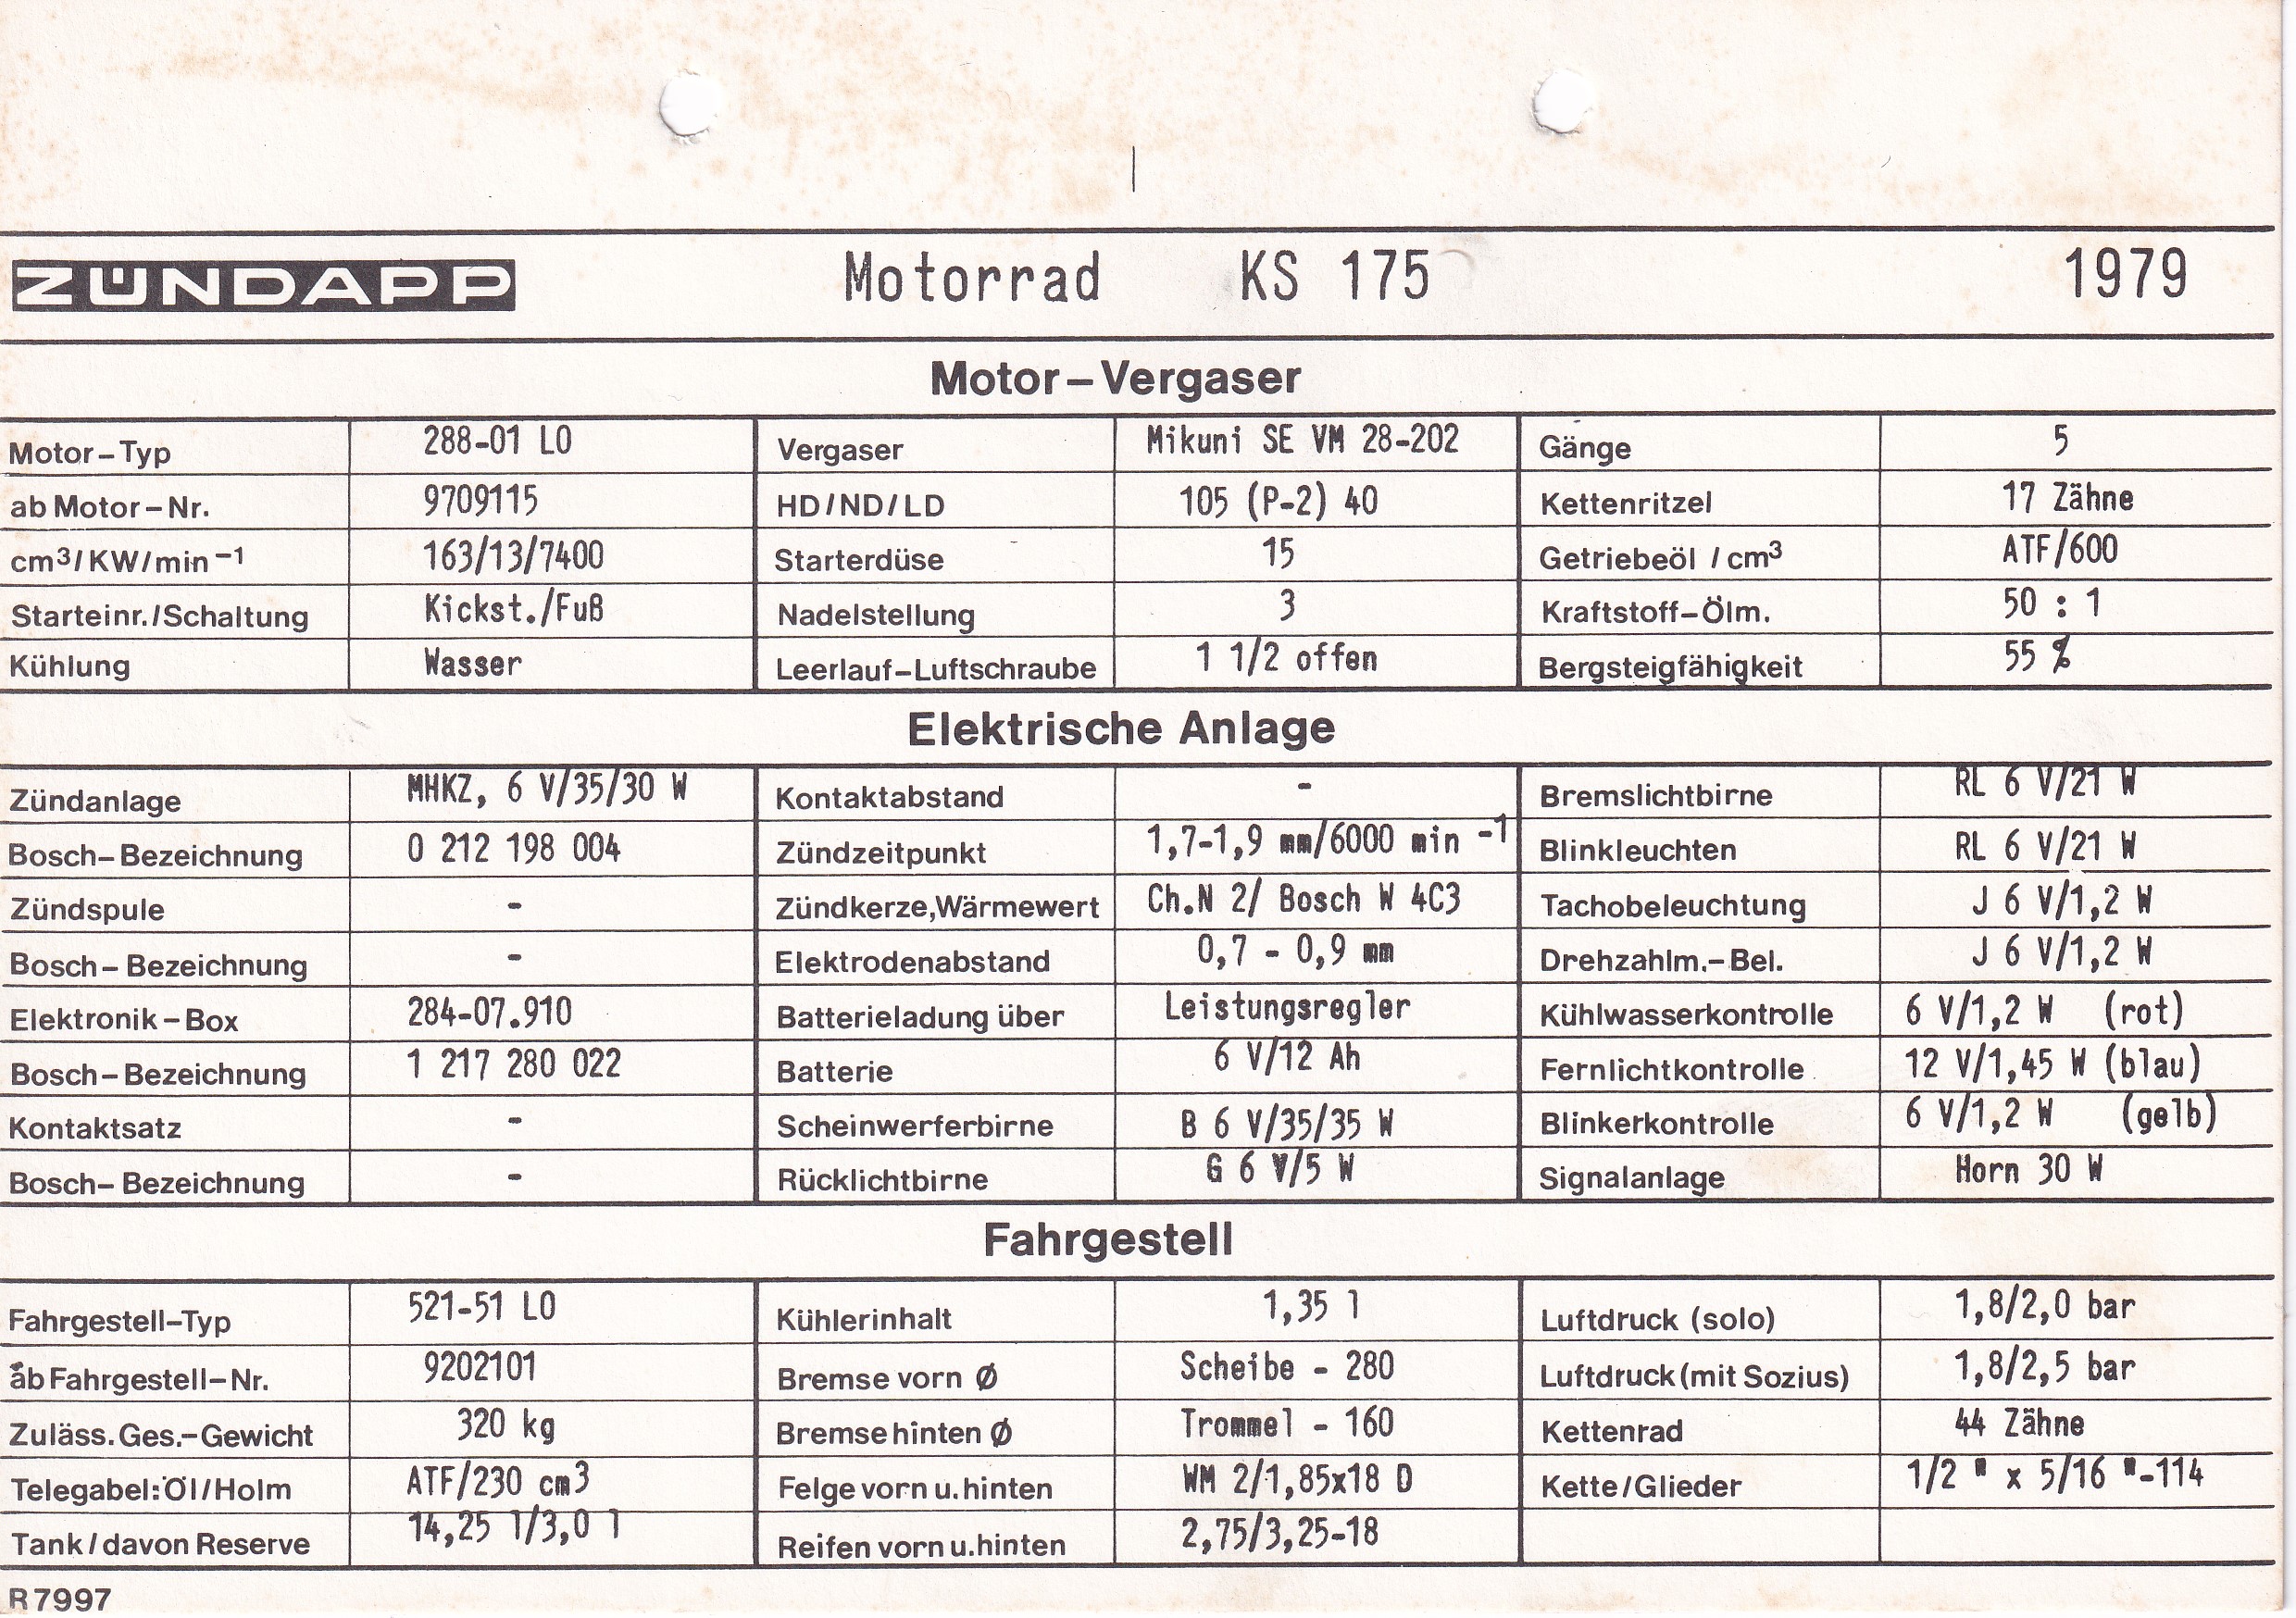 ZÜNDAPP Motorrad KS 175 1979
Motor–Vergaser
Motor–Typ 288-01 LO Vergaser Mikuni SE VM 28-202 Gänge 5
ab Motor–Nr. 9709115 HD/ND/LD 105 (P-2) 40 Kettenritzel 17 Zähne
cm³/KW/min⁻¹ 163/13/7400 Starterdüse 15 Getriebeöl / cm³ ATF/600
Starteinr./Schaltung Kickst./Fuß Nadelstellung 3 Kraftstoff–Ölm. 50 : 1
Kühlung Wasser Leerlauf–Luftschraube 1 1/2 offen Bergsteigfähigkeit 55 %
Elektrische Anlage
Zündanlage MHKZ, 6 V/35/30 W Kontaktabstand - Bremslichtbirne RL 6 V/21 W
Bosch–Bezeichnung 0 212 198 004 Zündzeitpunkt 1,7-1,9 mm/6000 min -1 Blinkleuchten RL 6 V/21 W
Zündspule - Zündkerze,Wärmewert Ch.N 2/ Bosch W 4C3 Tachobeleuchtung J 6 V/1,2 W
Bosch–Bezeichnung - Elektrodenabstand 0,7 - 0,9 mm Drehzahlm.–Bel. J 6 V/1,2 W
Elektronik–Box 284-07.910 Batterieladung über Leistungsregler Kühlwasserkontrolle 6 V/1,2 W (rot)
Bosch–Bezeichnung 1 217 280 022 Batterie 6 V/12 Ah Fernlichtkontrolle 12 V/1,45 W (blau)
Kontaktsatz - Scheinwerferbirne B 6 V/35/35 W Blinkerkontrolle 6 V/1,2 W (gelb)
Bosch–Bezeichnung - Rücklichtbirne G 6 V/5 W Signalanlage Horn 30 W
Fahrgestell
Fahrgestell–Typ 521-51 LO Kühlerinhalt 1,35 l Luftdruck (solo) 1,8/2,0 bar
ab Fahrgestell–Nr. 9202101 Bremse vorn Ø Scheibe - 280 Luftdruck (mit Sozius) 1,8/2,5 bar
Zuläss.Ges.–Gewicht 320 kg Bremse hinten Ø Trommel - 160 Kettenrad 44 Zähne
Telegabel:Öl/Holm ATF/230 cm3 Felge vorn u. hinten WM 2/1,85x18 D Kette/Glieder 1/2 " x 5/16 "-114
Tank/davon Reserve 14,25 l/3,0 l Reifen vorn u. hinten 2,75/3,25-18
R 7997